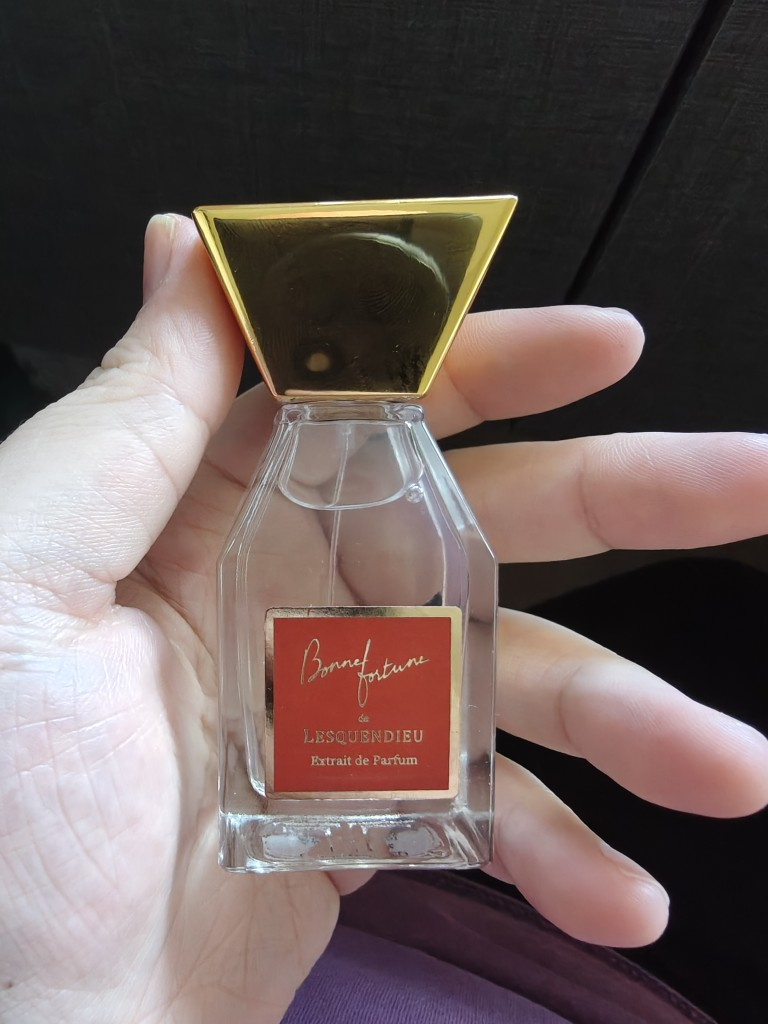 Bonne fortune
de
LESQUENDIEU
Extrait de Parfum